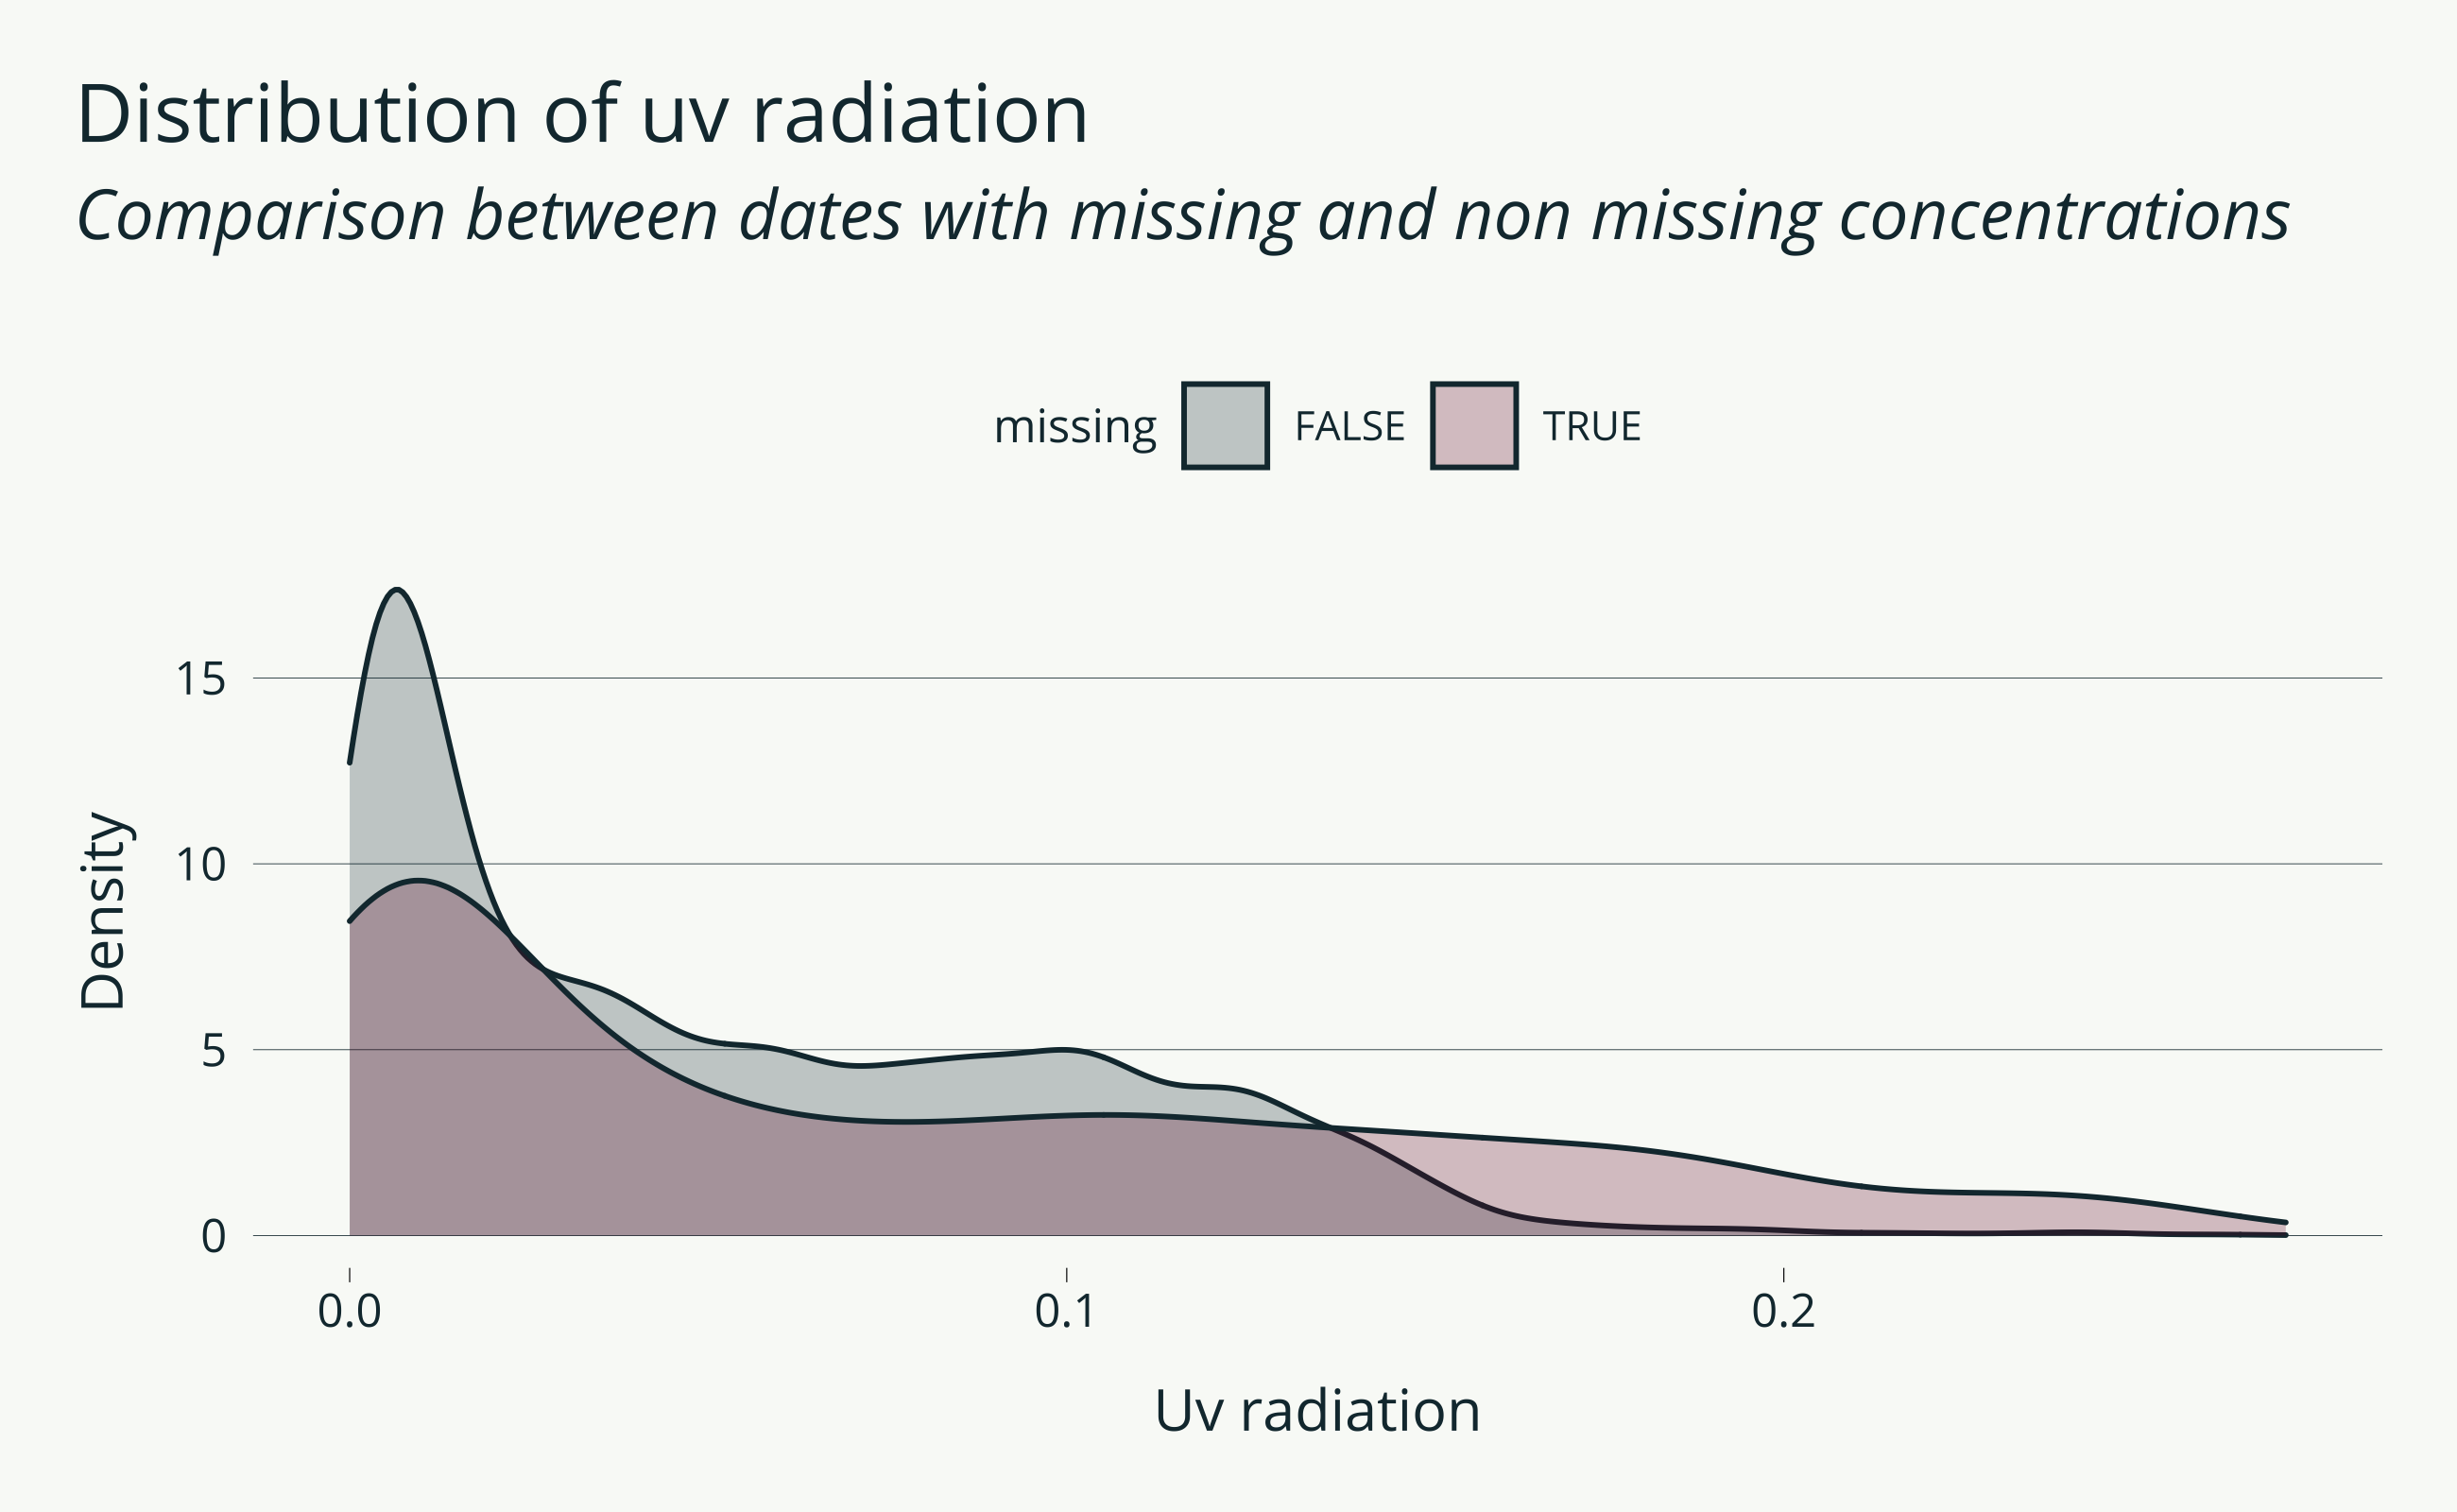 Distribution of uv radiation
Comparison between dates with missing and non missing concentrations
missing FALSE TRUE
15
10
5
0
Density
0.0 0.1 0.2
Uv radiation